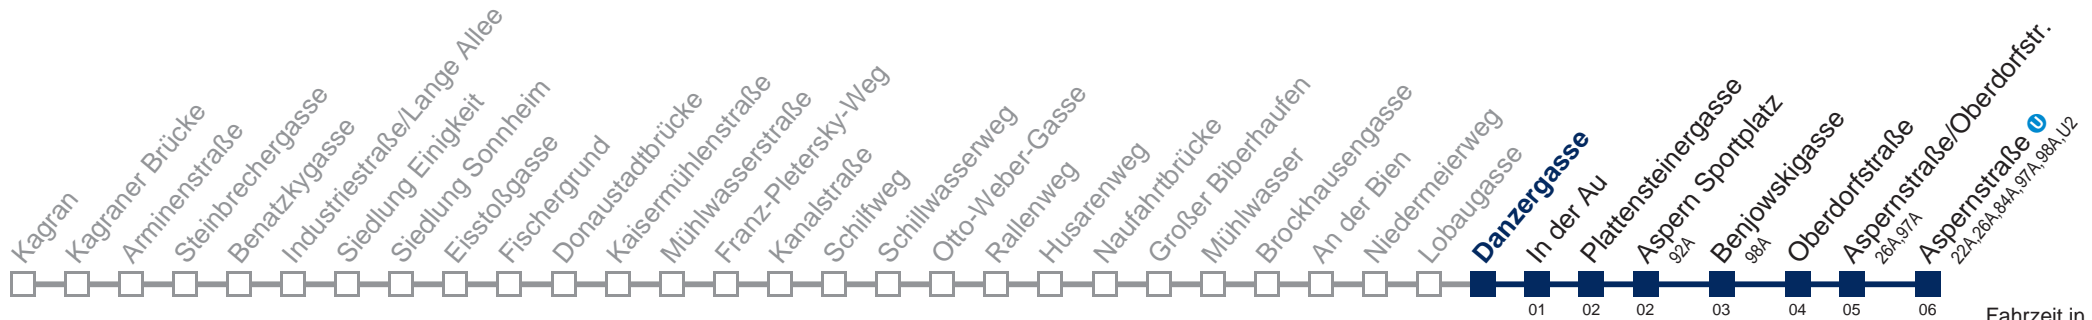 Kagran
Kagraner Brücke
Arminenstraße
Steinbrechergasse
Benatzkygasse
Industriestraße/Lange Allee
Siedlung Einigkeit
Siedlung Sonnheim
Eisstoßgasse
Fischergrund
Donaustadtbrücke
Kaisermühlenstraße
Mühlwasserstraße
Franz-Pletersky-Weg
Kanalstraße
Schilfweg
Schillwasserweg
Otto-Weber-Gasse
Rallenweg
Husarenweg
Naufahrtbrücke
Großer Biberhaufen
Mühlwasser
Brockhausengasse
An der Bien
Niedermeierweg
Lobaugasse
Danzergasse
In der Au
Plattensteinergasse
Aspern Sportplatz
92A
Benjowskigasse
98A
Oberdorfstraße
Aspernstraße/Oberdorfstr.
26A,97A
Aspernstraße U
22A,26A,84A,97A,98A,U2
01 02 02 03 04 05 06
Fahrzeit in